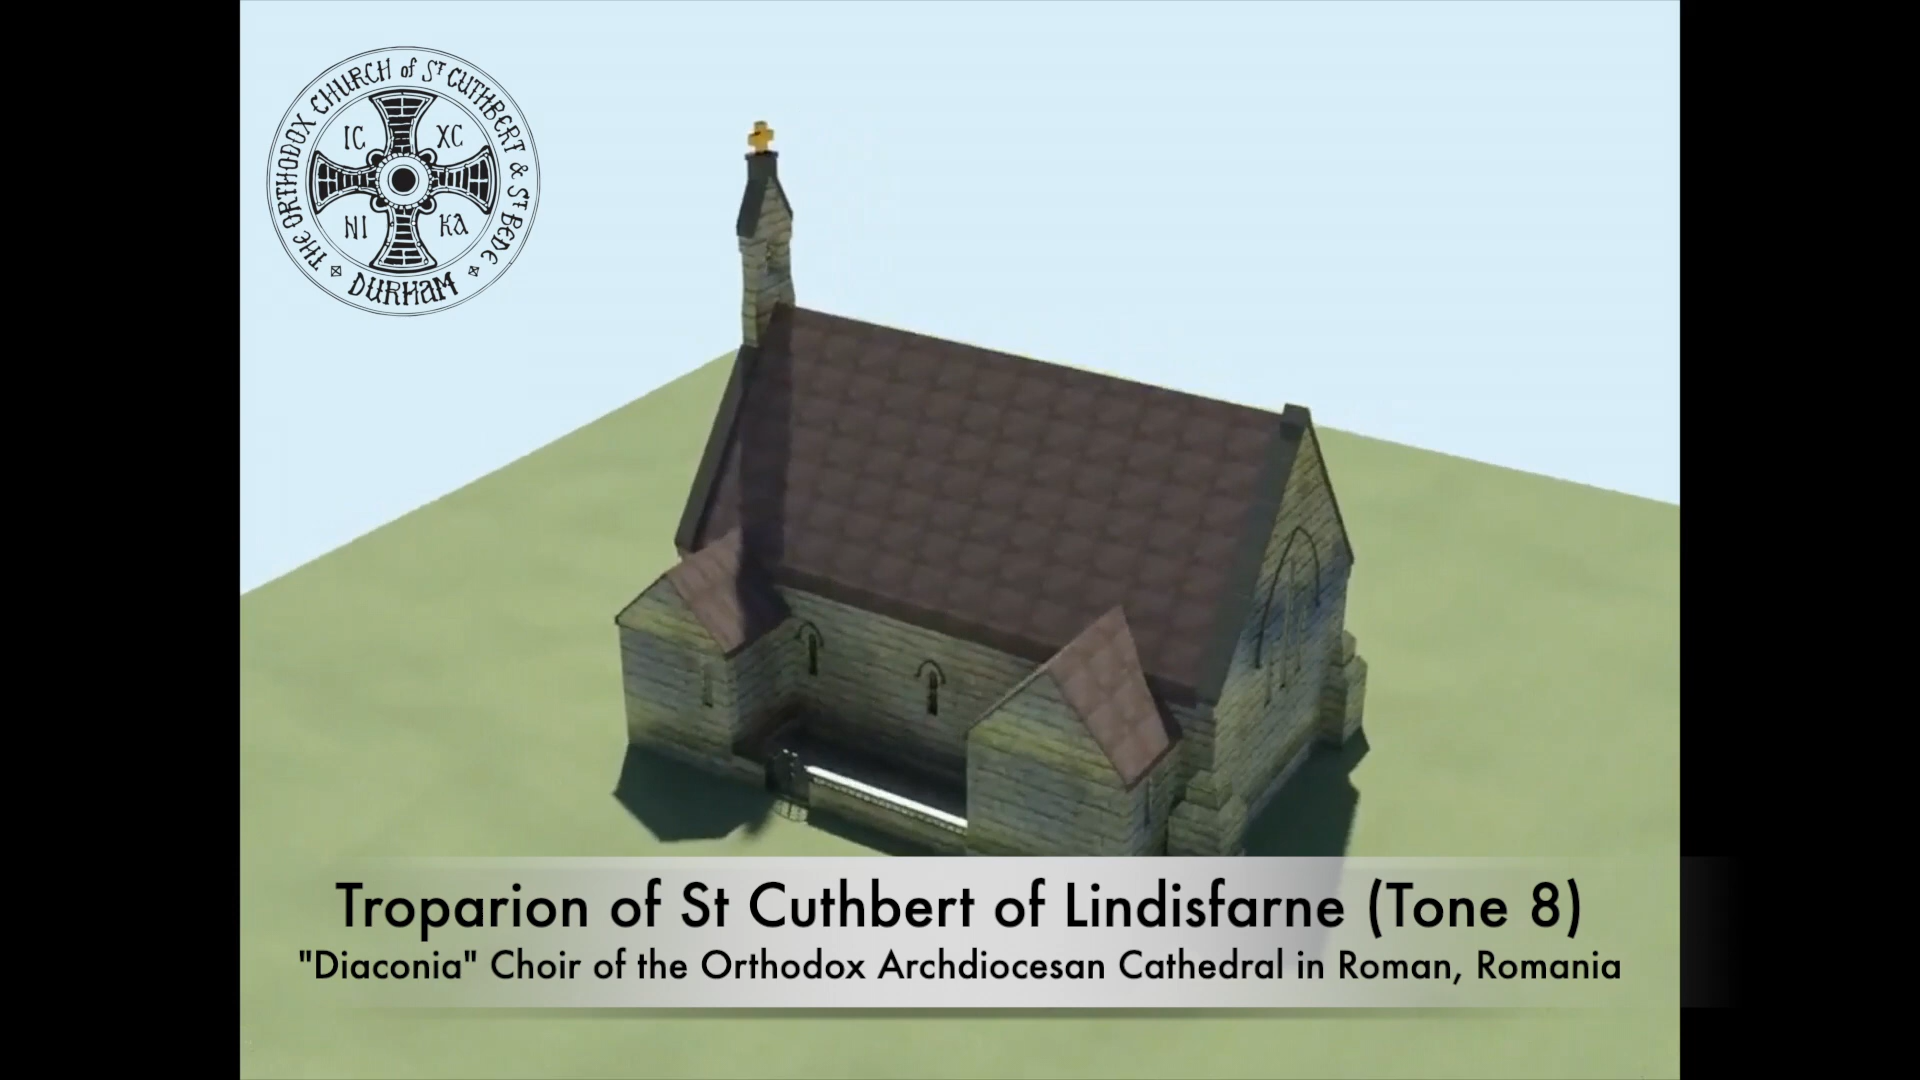 THE ORTHODOX CHURCH of ST CUTHBERT & ST BEDE
DURHAM
IC XC
NI KA
Troparion of St Cuthbert of Lindisfarne (Tone 8)
"Diaconia" Choir of the Orthodox Archdiocesan Cathedral in Roman, Romania